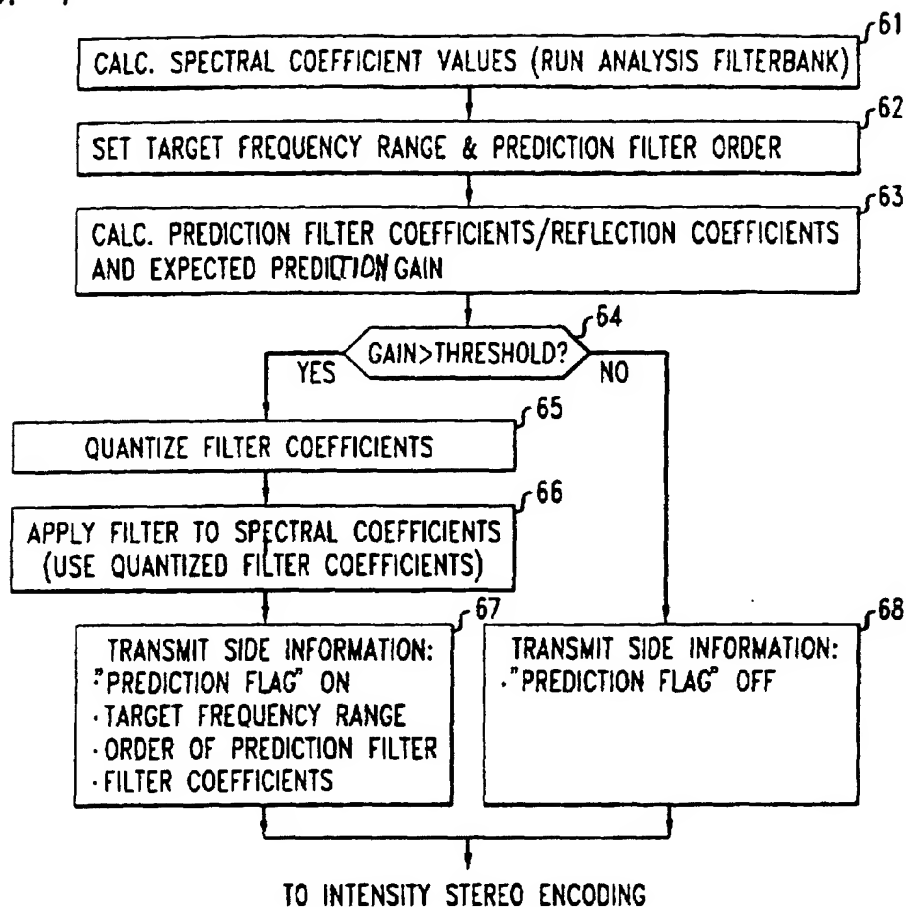 61
CALC. SPECTRAL COEFFICIENT VALUES (RUN ANALYSIS FILTERBANK)
62
SET TARGET FREQUENCY RANGE & PREDICTION FILTER ORDER
63
CALC. PREDICTION FILTER COEFFICIENTS/REFLECTION COEFFICIENTS
AND EXPECTED PREDICTION GAIN
64
GAIN>THRESHOLD?
YES
NO
65
QUANTIZE FILTER COEFFICIENTS
66
APPLY FILTER TO SPECTRAL COEFFICIENTS
(USE QUANTIZED FILTER COEFFICIENTS)
67
TRANSMIT SIDE INFORMATION:
·"PREDICTION FLAG" ON
·TARGET FREQUENCY RANGE
·ORDER OF PREDICTION FILTER
·FILTER COEFFICIENTS
68
TRANSMIT SIDE INFORMATION:
·"PREDICTION FLAG" OFF
TO INTENSITY STEREO ENCODING